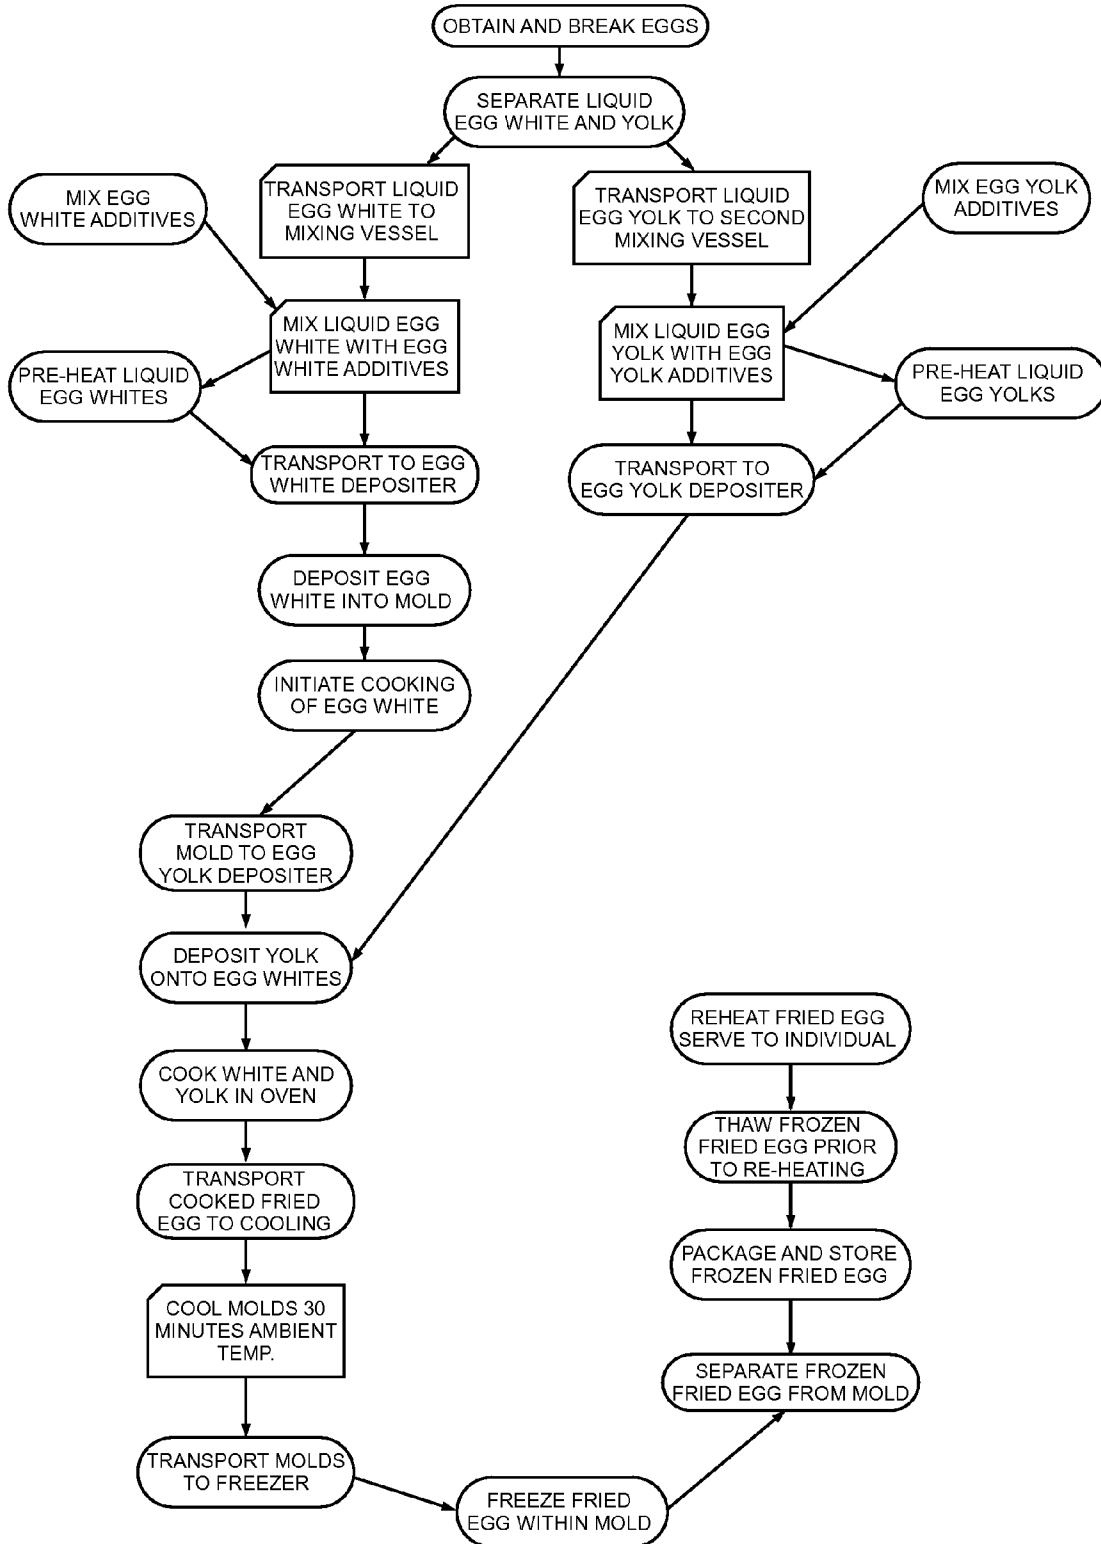 OBTAIN AND BREAK EGGS
SEPARATE LIQUID
EGG WHITE AND YOLK
MIX EGG
WHITE ADDITIVES
TRANSPORT LIQUID
EGG WHITE TO
MIXING VESSEL
TRANSPORT LIQUID
EGG YOLK TO SECOND
MIXING VESSEL
MIX EGG YOLK
ADDITIVES
MIX LIQUID EGG
WHITE WITH EGG
WHITE ADDITIVES
MIX LIQUID EGG
YOLK WITH EGG
YOLK ADDITIVES
PRE-HEAT LIQUID
EGG WHITES
PRE-HEAT LIQUID
EGG YOLKS
TRANSPORT TO EGG
WHITE DEPOSITER
TRANSPORT TO
EGG YOLK DEPOSITER
DEPOSIT EGG
WHITE INTO MOLD
INITIATE COOKING
OF EGG WHITE
TRANSPORT
MOLD TO EGG
YOLK DEPOSITER
DEPOSIT YOLK
ONTO EGG WHITES
COOK WHITE AND
YOLK IN OVEN
TRANSPORT
COOKED FRIED
EGG TO COOLING
COOL MOLDS 30
MINUTES AMBIENT
TEMP.
TRANSPORT MOLDS
TO FREEZER
FREEZE FRIED
EGG WITHIN MOLD
REHEAT FRIED EGG
SERVE TO INDIVIDUAL
THAW FROZEN
FRIED EGG PRIOR
TO RE-HEATING
PACKAGE AND STORE
FROZEN FRIED EGG
SEPARATE FROZEN
FRIED EGG FROM MOLD